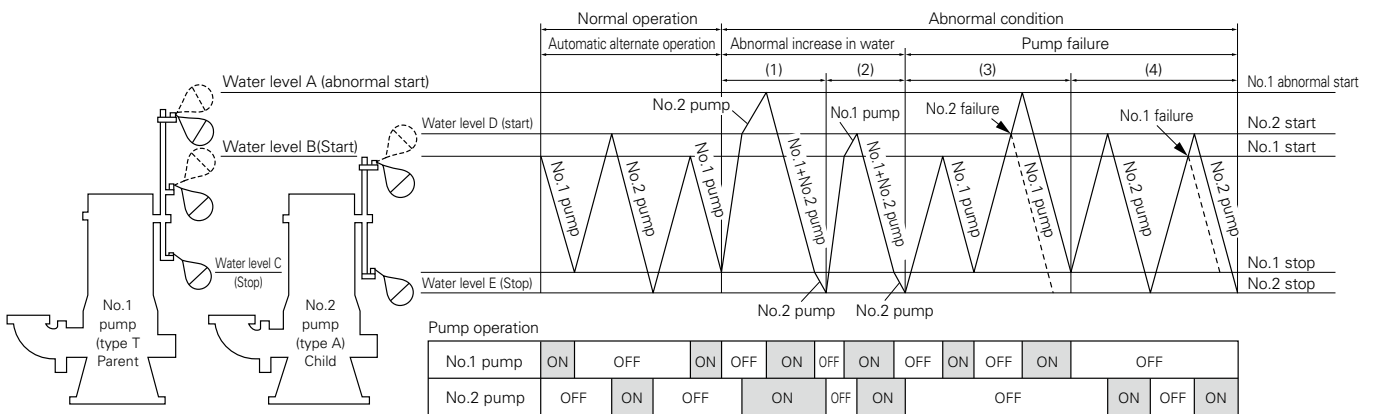 Normal operation
Abnormal condition
Automatic alternate operation
Abnormal increase in water
Pump failure
(1)
(2)
(3)
(4)
Water level A (abnormal start)
No.1 abnormal start
No.2 pump
No.1 pump
No.2 failure
No.1 failure
Water level D (start)
No.2 start
Water level B(Start)
No.1 start
No.1 pump
No.2 pump
No.1 pump
No.1+No.2 pump
No.1+No.2 pump
No.1 pump
No.1 pump
No.2 pump
No.2 pump
Water level C
(Stop)
No.1 stop
Water level E (Stop)
No.2 stop
No.2 pump
No.2 pump
No.1
pump
(type T
Parent
No.2
pump
(type A)
Child
Pump operation
No.1 pump ON OFF ON OFF ON OFF ON OFF ON OFF ON OFF
No.2 pump OFF ON OFF ON OFF ON OFF ON OFF ON